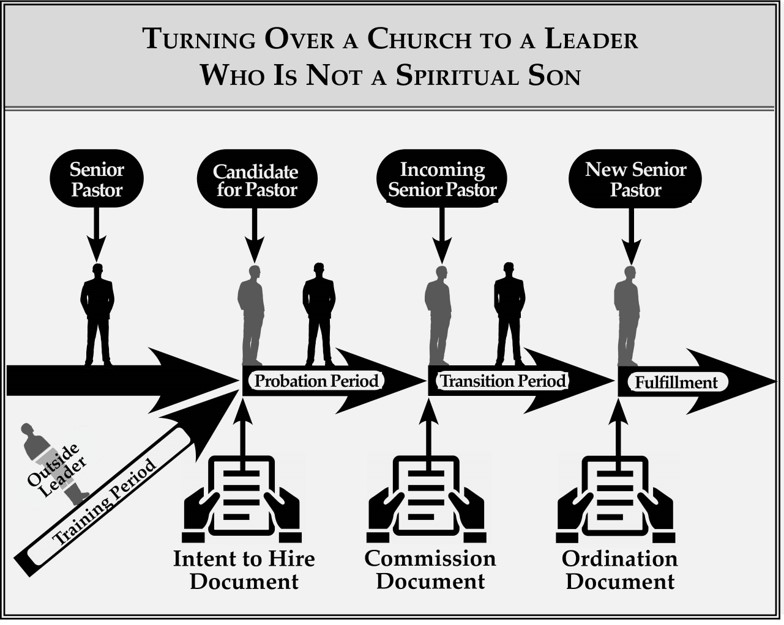 TURNING OVER A CHURCH TO A LEADER
WHO IS NOT A SPIRITUAL SON
Senior
Pastor
Candidate
for Pastor
Incoming
Senior Pastor
New Senior
Pastor
Probation Period
Transition Period
Fulfillment
Outside
Leader
Training Period
Intent to Hire
Document
Commission
Document
Ordination
Document